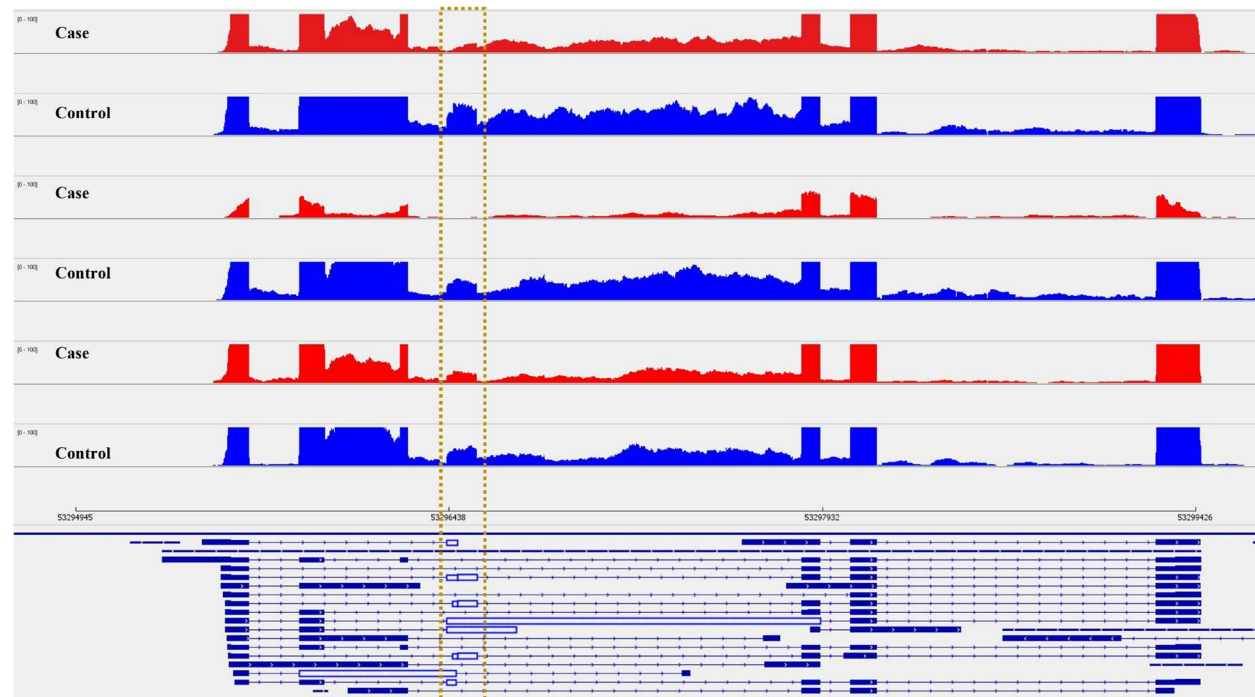 [0 - 100]
Case
[0 - 100]
Control
[0 - 100]
Case
[0 - 100]
Control
[0 - 100]
Case
[0 - 100]
Control
53294945 53296438 53297932 53299426